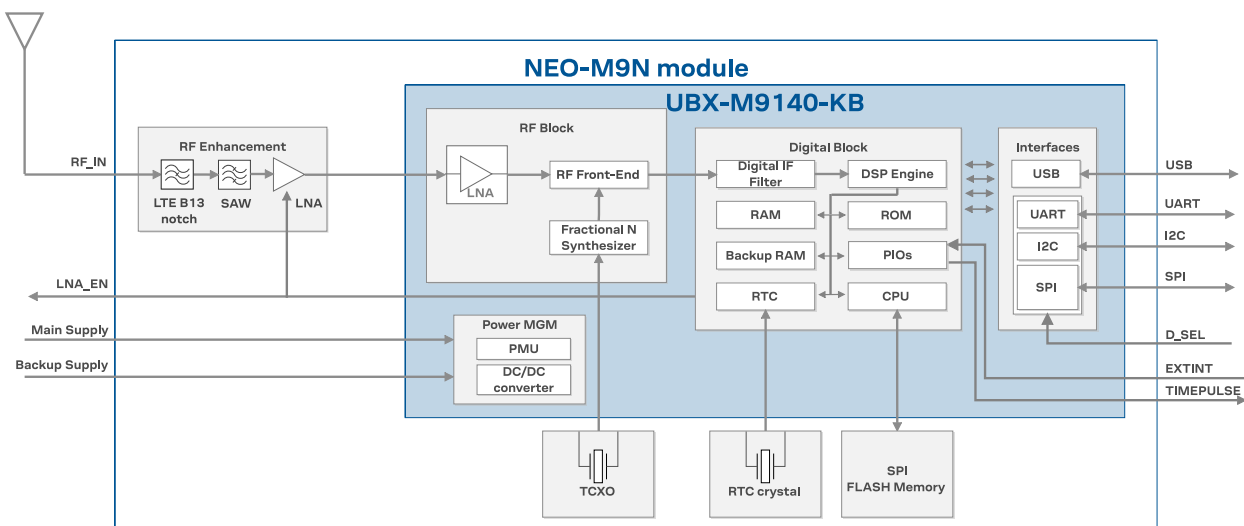 NEO-M9N module
UBX-M9140-KB
RF_IN
RF Enhancement
LTE B13
notch
SAW
LNA
RF Block
LNA
RF Front-End
Fractional N
Synthesizer
Digital Block
Digital IF
Filter
DSP Engine
RAM
ROM
Backup RAM
PIOs
RTC
CPU
Interfaces
USB
UART
I2C
SPI
USB
UART
I2C
SPI
D_SEL
EXTINT
TIMEPULSE
LNA_EN
Main Supply
Backup Supply
Power MGM
PMU
DC/DC
converter
TCXO
RTC crystal
SPI
FLASH Memory